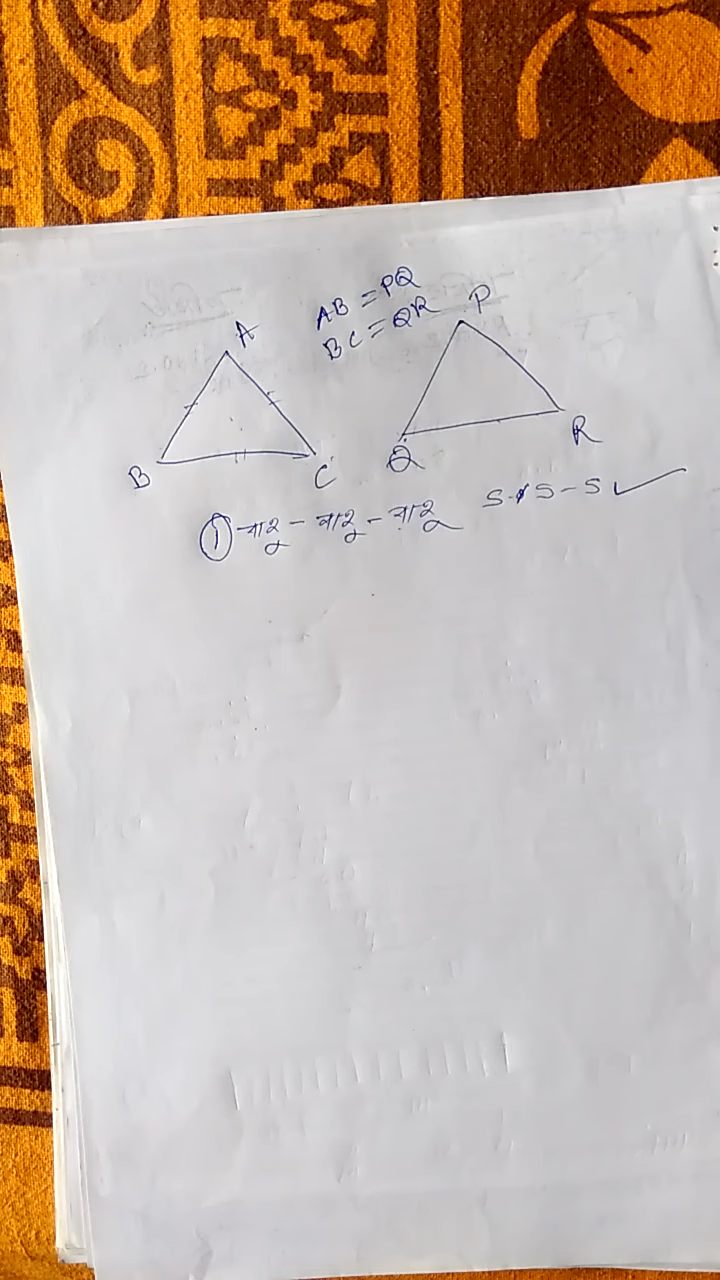 AB = PQ
BC = QR
A
P
B
C
Q
R
① বাহু - বাহু - বাহু S-S-S